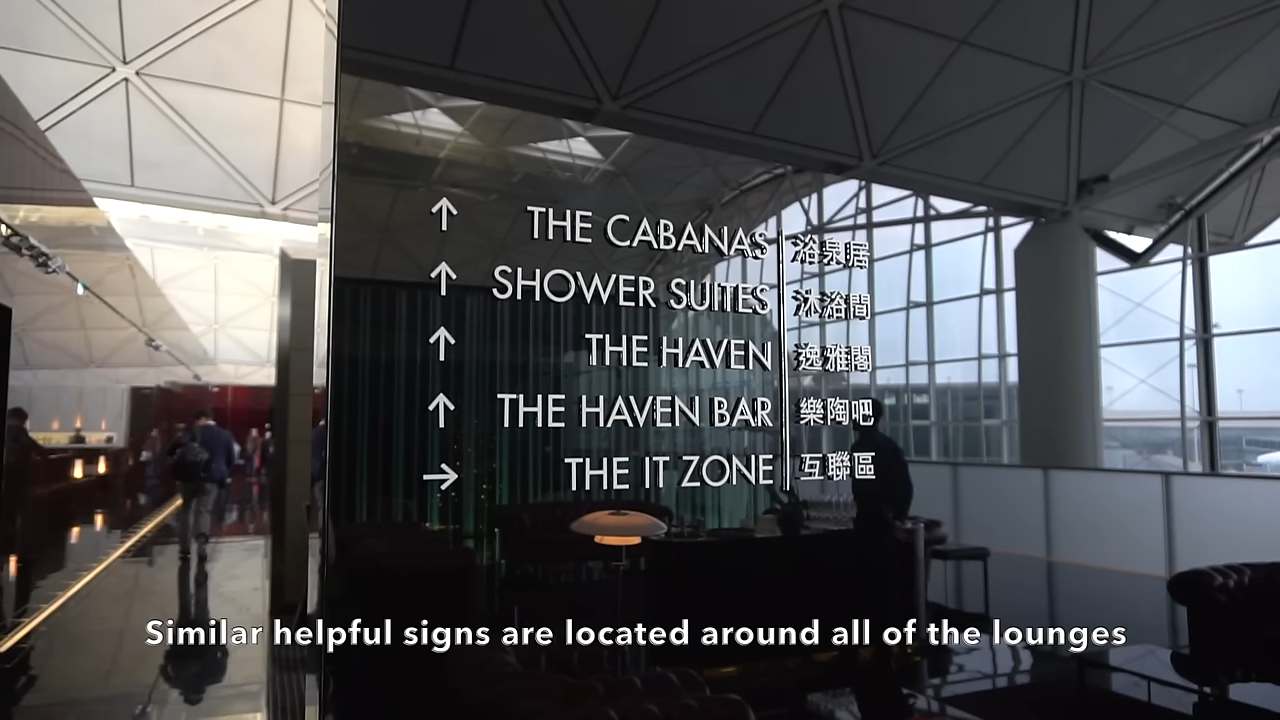 ↑ THE CABANAS 浴泉居
↑ SHOWER SUITES 沐浴間
↑ THE HAVEN 逸雅閣
↑ THE HAVEN BAR 樂陶吧
→ THE IT ZONE 互聯區
Similar helpful signs are located around all of the lounges